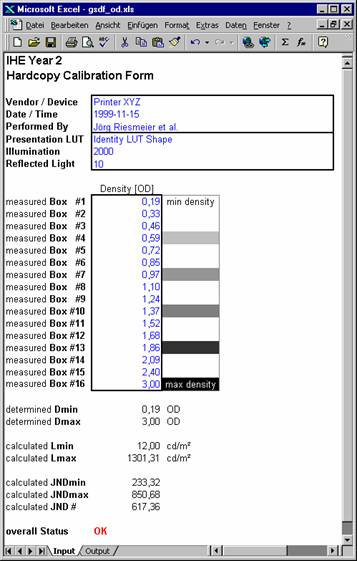 Microsoft Excel - gsdf_od.xls
Datei Bearbeiten Ansicht Einfügen Format Extras Daten Fenster ?
IHE Year 2
Hardcopy Calibration Form
Vendor / Device Printer XYZ
Date / Time 1999-11-15
Performed By Jörg Riesmeier et al.
Presentation LUT Identity LUT Shape
Illumination 2000
Reflected Light 10
Density [OD]
measured Box #1 0,19 min density
measured Box #2 0,33
measured Box #3 0,46
measured Box #4 0,59
measured Box #5 0,72
measured Box #6 0,85
measured Box #7 0,97
measured Box #8 1,10
measured Box #9 1,24
measured Box #10 1,37
measured Box #11 1,52
measured Box #12 1,68
measured Box #13 1,86
measured Box #14 2,09
measured Box #15 2,40
measured Box #16 3,00 max density
determined Dmin 0,19 OD
determined Dmax 3,00 OD
calculated Lmin 12,00 cd/m²
calculated Lmax 1301,31 cd/m²
calculated JNDmin 233,32
calculated JNDmax 850,68
calculated JND # 617,36
overall Status OK
Input Output